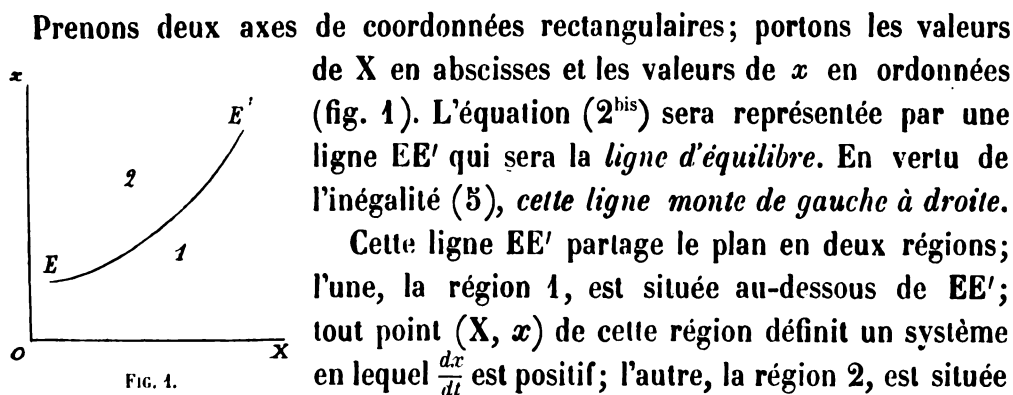 Prenons deux axes de coordonnées rectangulaires; portons les valeurs
de X en abscisses et les valeurs de x en ordonnées
(fig. 1). L'équation (2bis) sera représentée par une
ligne EE' qui sera la ligne d'équilibre. En vertu de
l'inégalité (5), cette ligne monte de gauche à droite.
Cette ligne EE' partage le plan en deux régions;
l'une, la région 1, est située au-dessous de EE';
tout point (X, x) de cette région définit un système
en lequel dx/dt est positif; l'autre, la région 2, est située
x
E'
2
1
E
O
X
FIG. 1.